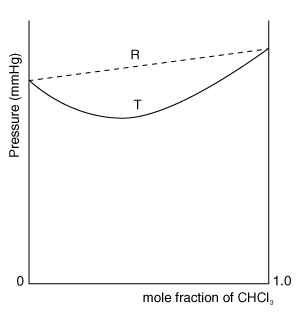 R
Pressure (mmHg)
T
0
1.0
mole fraction of CHCl₃